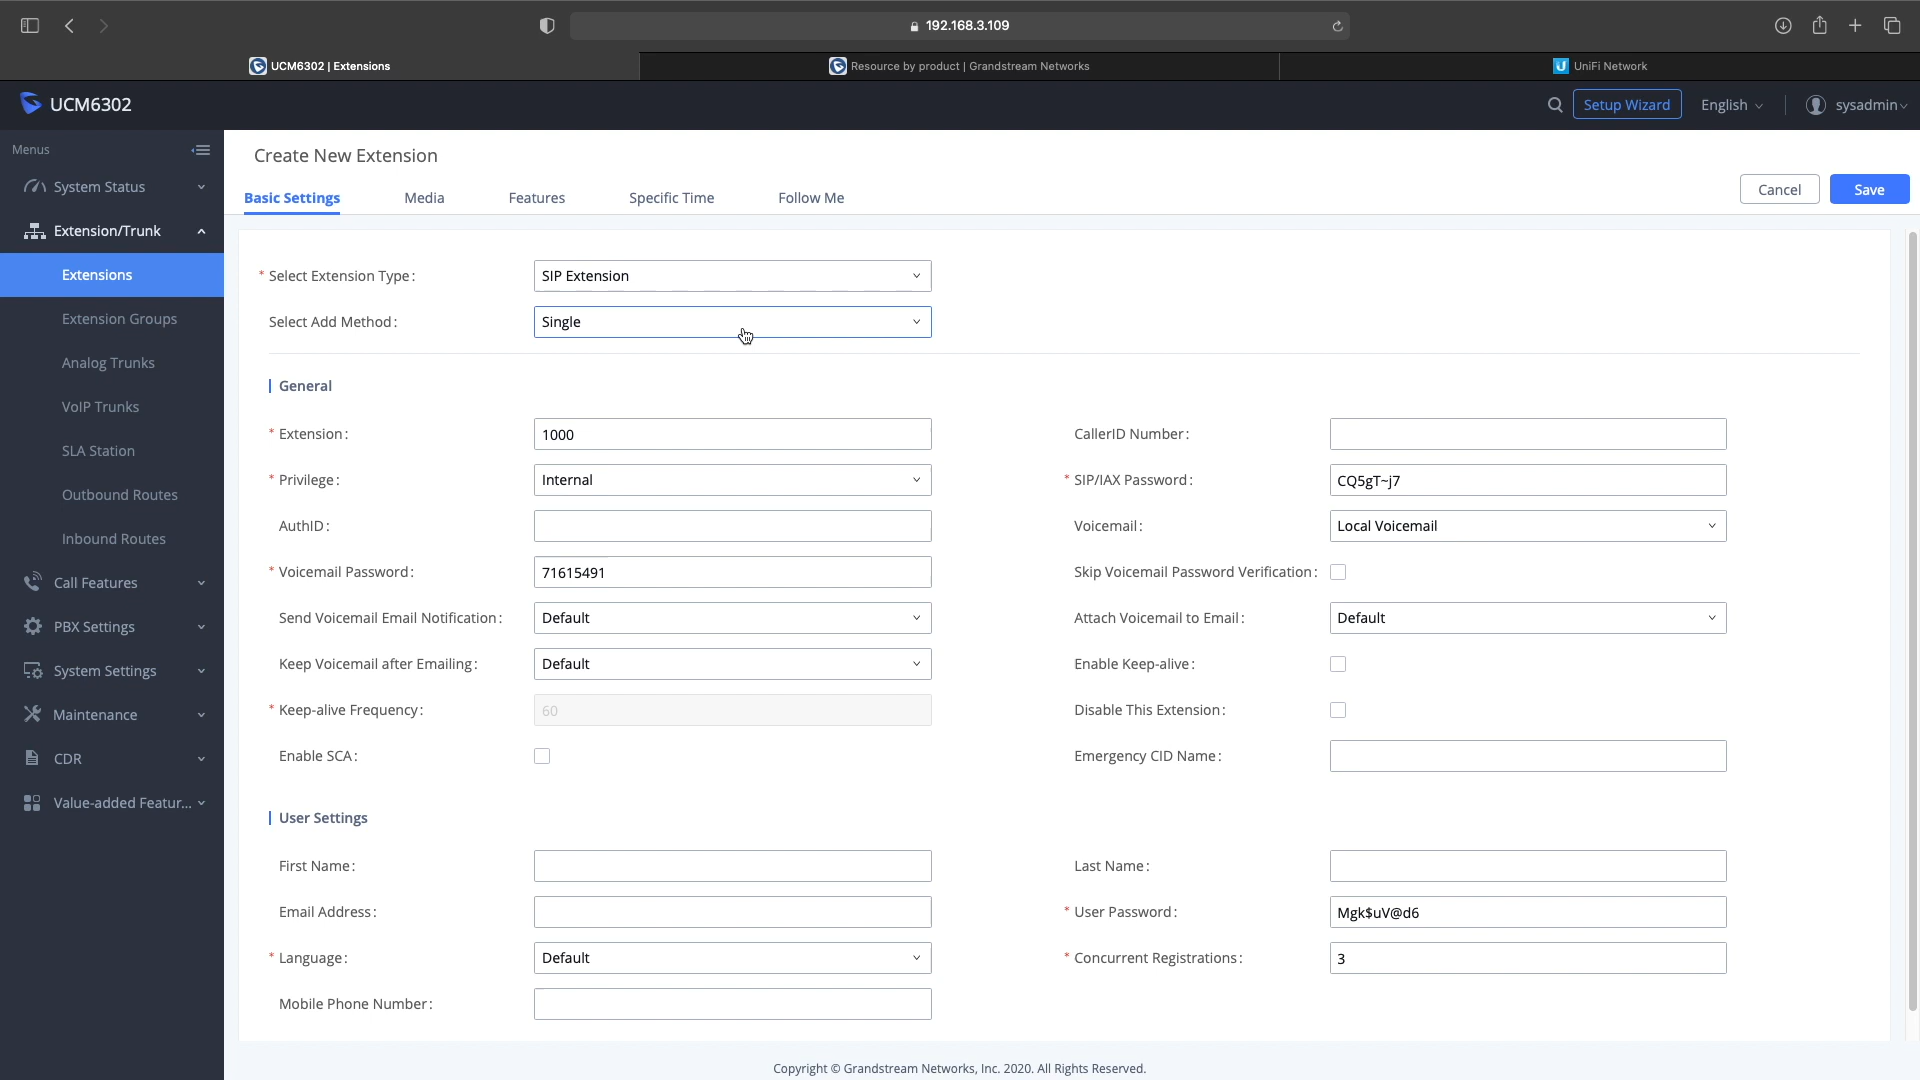 192.168.3.109
UCM6302 | Extensions
Resource by product | Grandstream Networks
UniFi Network
UCM6302
Setup Wizard
English
sysadmin
Menus
System Status
Extension/Trunk
Extensions
Extension Groups
Analog Trunks
VoIP Trunks
SLA Station
Outbound Routes
Inbound Routes
Call Features
PBX Settings
System Settings
Maintenance
CDR
Value-added Featur...
Create New Extension
Basic Settings
Media
Features
Specific Time
Follow Me
Cancel
Save
* Select Extension Type:
SIP Extension
Select Add Method:
Single
General
* Extension:
1000
CallerID Number:
* Privilege:
Internal
* SIP/IAX Password:
CQ5gT~j7
AuthID:
Voicemail:
Local Voicemail
* Voicemail Password:
71615491
Skip Voicemail Password Verification:
Send Voicemail Email Notification:
Default
Attach Voicemail to Email:
Default
Keep Voicemail after Emailing:
Default
Enable Keep-alive:
* Keep-alive Frequency:
60
Disable This Extension:
Enable SCA:
Emergency CID Name:
User Settings
First Name:
Last Name:
Email Address:
* User Password:
Mgk$uV@d6
* Language:
Default
* Concurrent Registrations:
3
Mobile Phone Number:
Copyright © Grandstream Networks, Inc. 2020. All Rights Reserved.